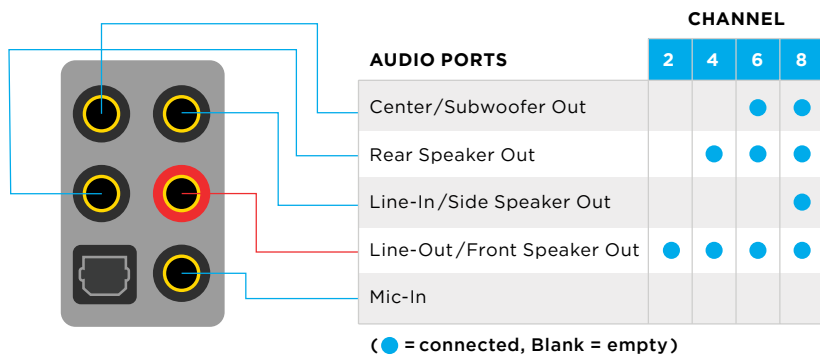 CHANNEL
AUDIO PORTS 2 4 6 8
Center/Subwoofer Out
Rear Speaker Out
Line-In/Side Speaker Out
Line-Out/Front Speaker Out
Mic-In
( = connected, Blank = empty)